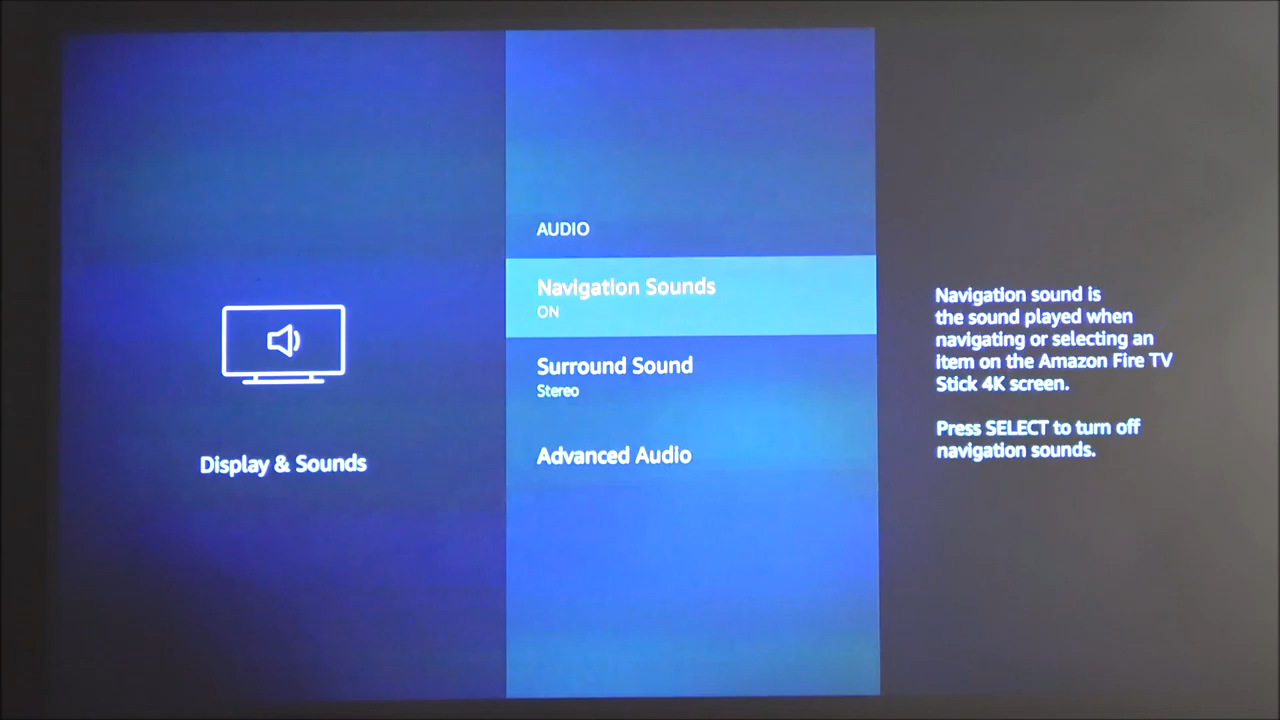 Display & Sounds
AUDIO
Navigation Sounds
ON
Surround Sound
Stereo
Advanced Audio
Navigation sound is
the sound played when
navigating or selecting an
item on the Amazon Fire TV
Stick 4K screen.
Press SELECT to turn off
navigation sounds.